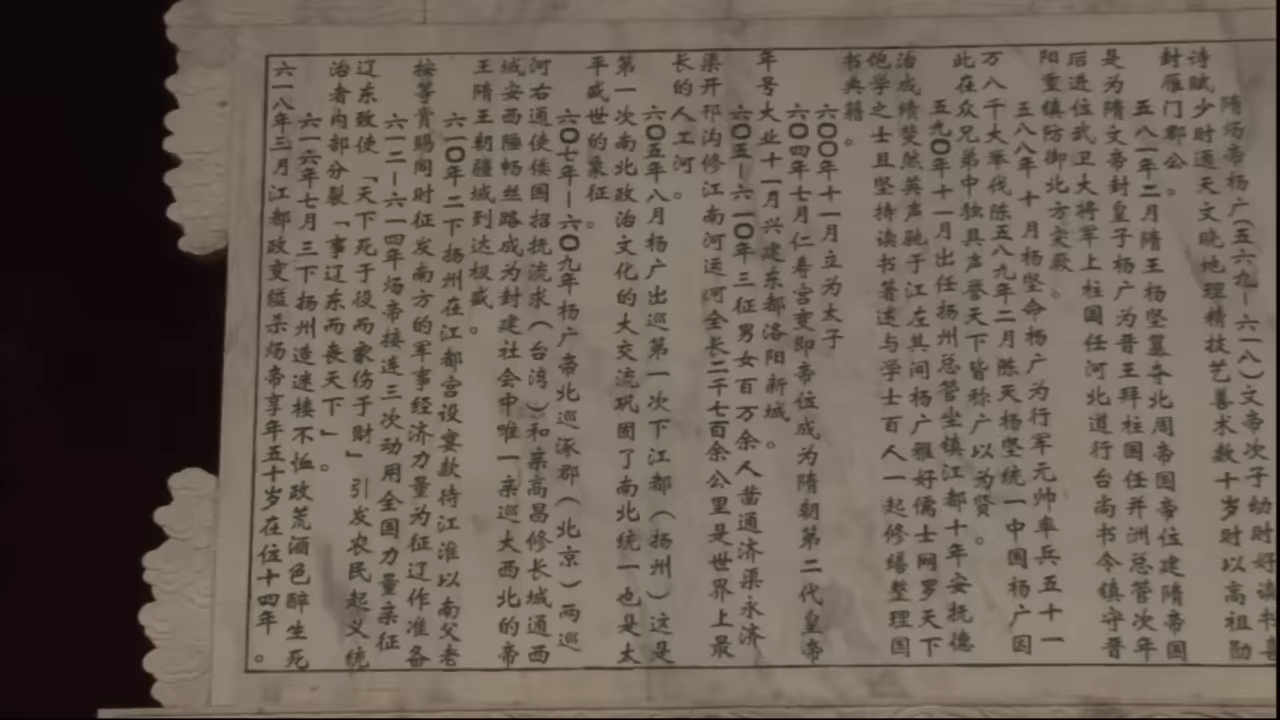 隋炀帝杨广(五六九—六一八)文帝次子幼时好读书喜
诗赋少时通天文晓地理精技艺善术数十岁时以高祖勋
封雁门郡公。
五八一年二月隋王杨坚篡夺北周帝国帝位建隋帝国
是为隋文帝封皇子杨广为晋王拜柱国任并洲总管次年
后进位武卫大将军上柱国任河北道行台尚书令镇守晋
阳重镇防御北方突厥。
五八八年十月杨坚命杨广为行军元帅率兵五十一
万八千大举伐陈五八九年二月陈灭杨坚统一中国杨广因
此在众兄弟中独具声誉天下皆称广以为贤。
五九〇年十一月出任扬州总管坐镇江都十年安抚德
治成绩斐然英声驰于江左其间杨广雅好儒士网罗天下
饱学之士且坚持读书著述与学士百人一起修缮整理国
书典籍。
六〇〇年十一月立为太子
六〇四年七月仁寿宫变即帝位成为隋朝第二代皇帝
年号大业十一月兴建东都洛阳新城。
六〇五—六一〇年三征男女百万余人凿通济渠永济
渠开邗沟修江南河运河全长二千七百余公里是世界上最
长的人工河。
六〇五年八月杨广出巡第一次下江都(扬州)这是
第一次南北政治文化的大交流巩固了南北统一也是太
平盛世的象征。
六〇七年—六〇九年杨广帝北巡涿郡(北京)两巡
河右通使倭国招抚流求(台湾)和亲高昌修长城通西
域安西陲畅丝路成为封建社会中唯一亲巡大西北的帝
王隋王朝疆域到达极盛。
六一〇年二下扬州在江都宫设宴款待江淮以南父老
按等赏赐同时征发南方的军事经济力量为征辽作准备
六一二—六一四年炀帝接连三次动用全国力量亲征
辽东致使「天下死于役而家伤于财」引发农民起义统
治者内部分裂「事辽东而丧天下」。
六一六年七月三下扬州造迷楼不恤政荒酒色醉生死
六一八年三月江都政变缢杀炀帝享年五十岁在位十四年。